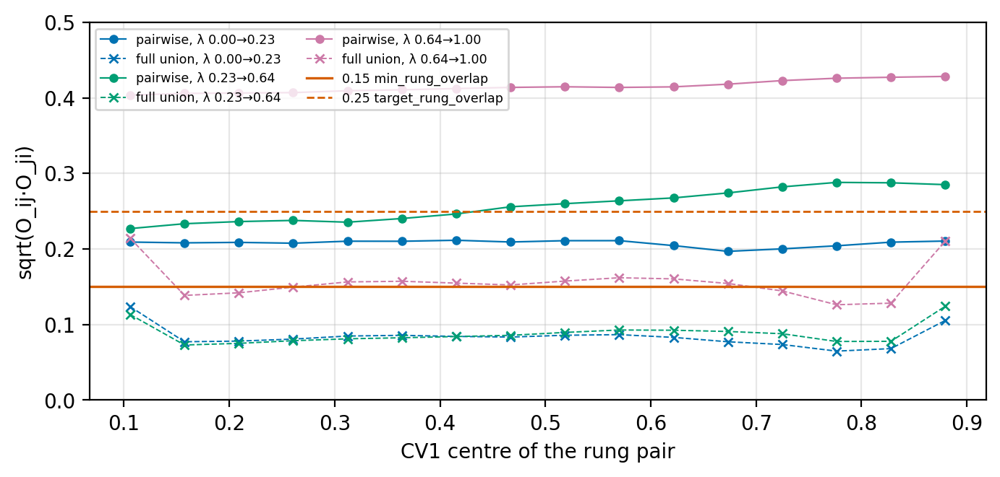 0.5
0.4
0.3
0.2
0.1
0.0
sqrt(O_ij·O_ji)
pairwise, λ 0.00→0.23
full union, λ 0.00→0.23
pairwise, λ 0.23→0.64
full union, λ 0.23→0.64
pairwise, λ 0.64→1.00
full union, λ 0.64→1.00
0.15 min_rung_overlap
0.25 target_rung_overlap
0.1 0.2 0.3 0.4 0.5 0.6 0.7 0.8 0.9
CV1 centre of the rung pair